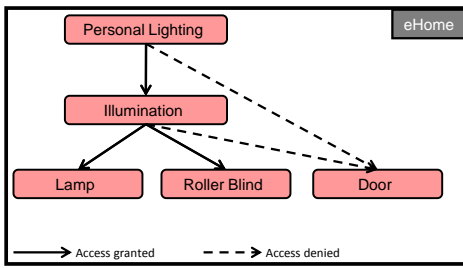 Personal Lighting
eHome
Illumination
Lamp
Roller Blind
Door
Access granted
Access denied